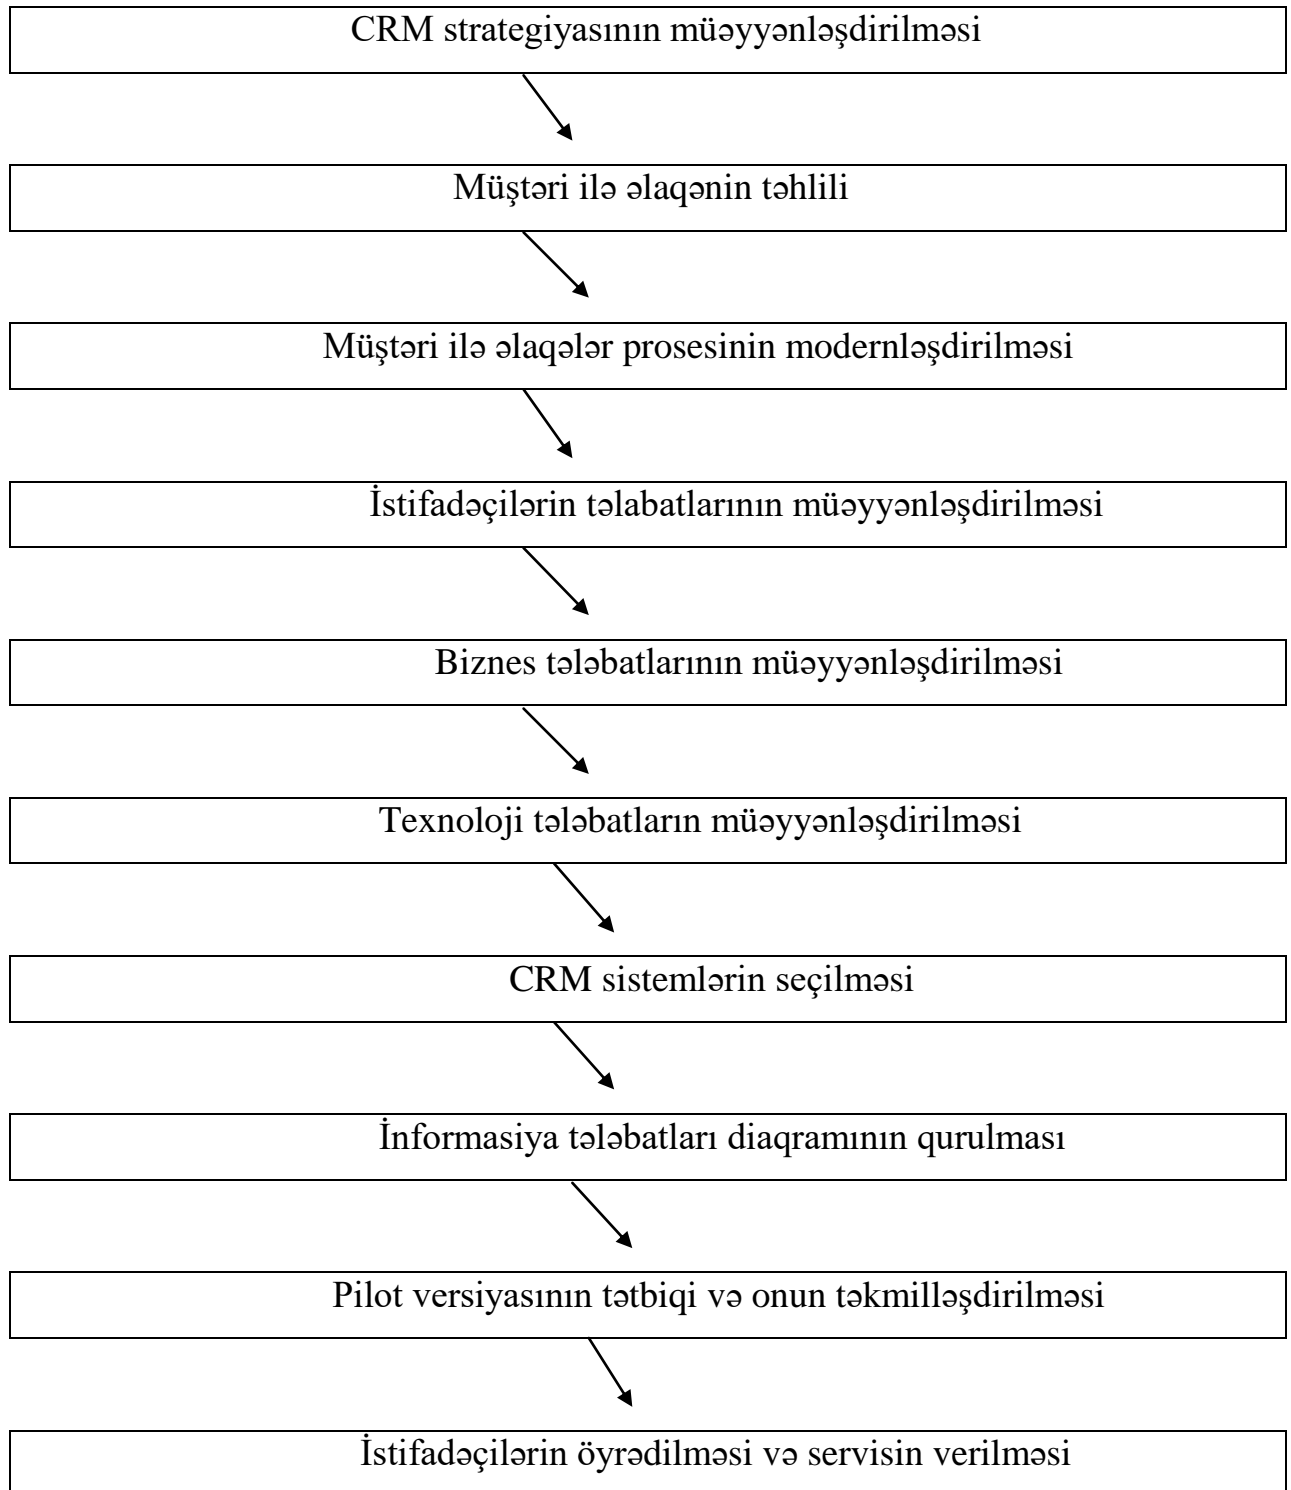 CRM strategiyasının müəyyənləşdirilməsi
Müştəri ilə əlaqənin təhlili
Müştəri ilə əlaqələr prosesinin modernləşdirilməsi
İstifadəçilərin təlabatlarının müəyyənləşdirilməsi
Biznes tələbatlarının müəyyənləşdirilməsi
Texnoloji tələbatların müəyyənləşdirilməsi
CRM sistemlərin seçilməsi
İnformasiya tələbatları diaqramının qurulması
Pilot versiyasının tətbiqi və onun təkmilləşdirilməsi
İstifadəçilərin öyrədilməsi və servisin verilməsi